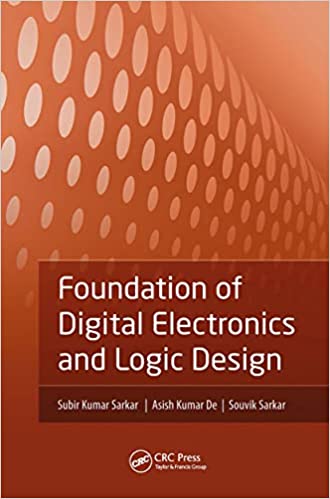 Foundation of
Digital Electronics
and Logic Design
Subir Kumar Sarkar | Asish Kumar De | Souvik Sarkar
CRC
CRC Press
Taylor & Francis Group